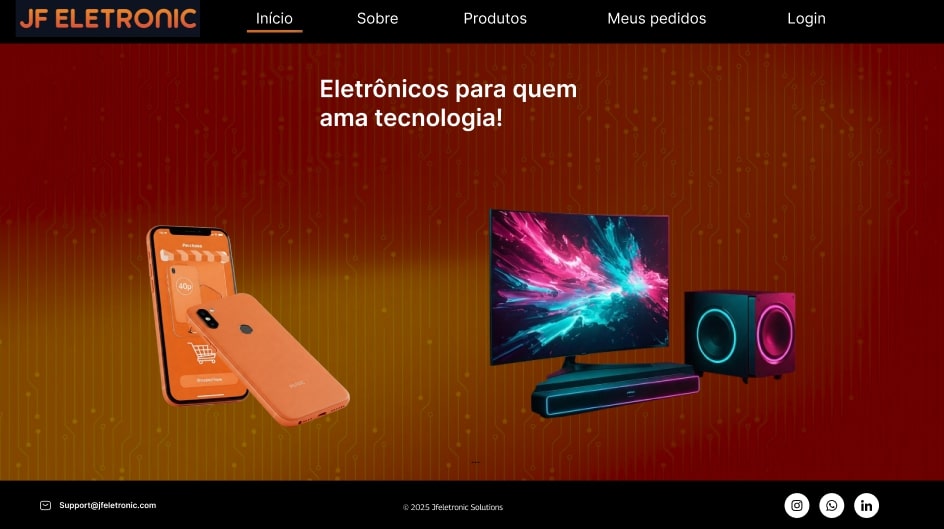 JF ELETRONIC
Início
Sobre
Produtos
Meus pedidos
Login
Eletrônicos para quem
ama tecnologia!
40p
Support@jfeletronic.com
© 2025 Jfeletronic Solutions